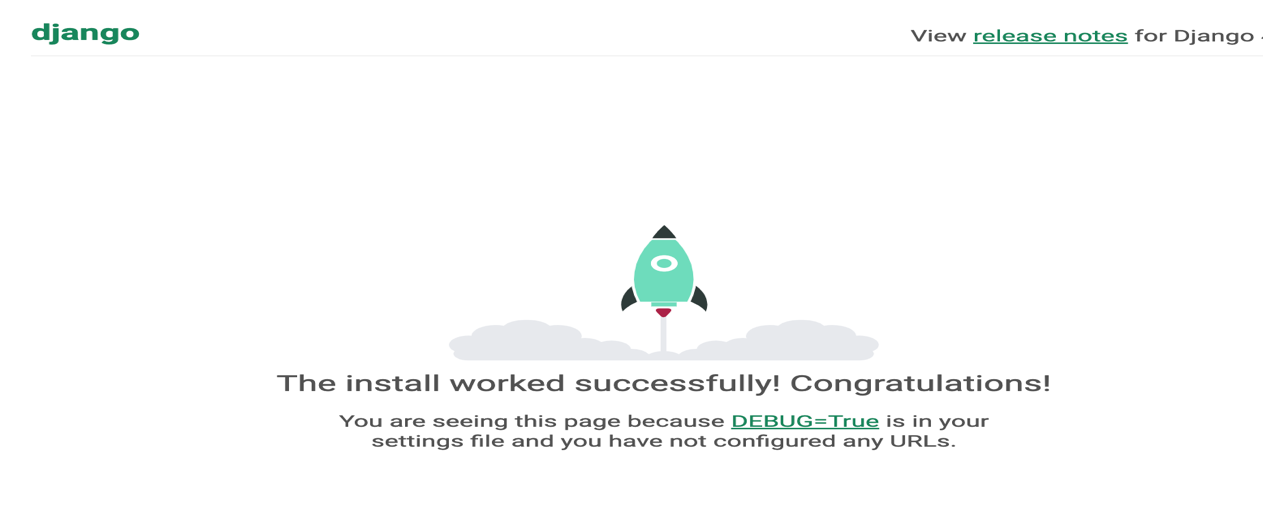 django
View release notes for Django
The install worked successfully! Congratulations!
You are seeing this page because DEBUG=True is in your
settings file and you have not configured any URLs.